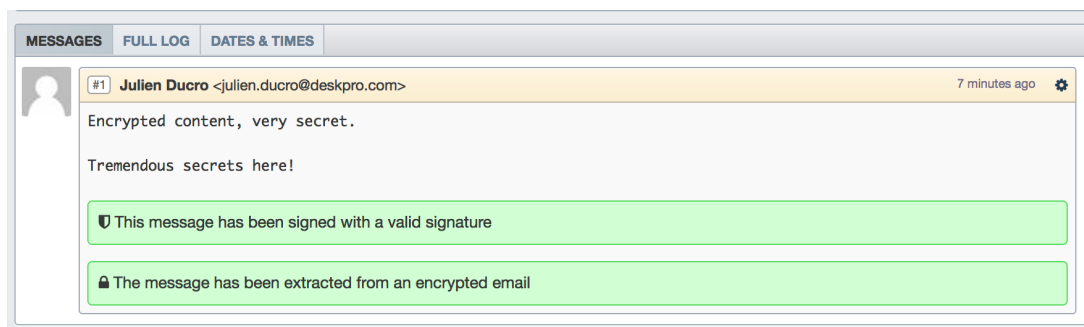 MESSAGES FULL LOG DATES & TIMES
#1 Julien Ducro <julien.ducro@deskpro.com> 7 minutes ago
Encrypted content, very secret.
Tremendous secrets here!
This message has been signed with a valid signature
The message has been extracted from an encrypted email